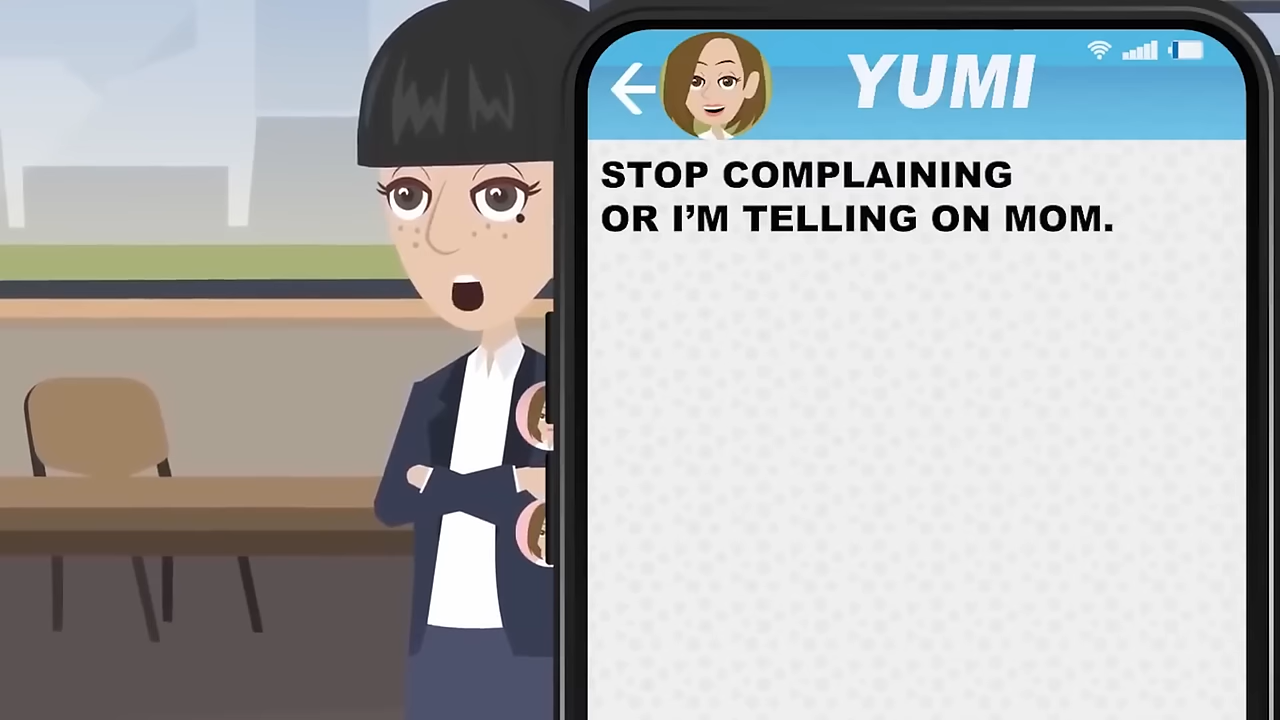 YUMI
STOP COMPLAINING
OR I’M TELLING ON MOM.